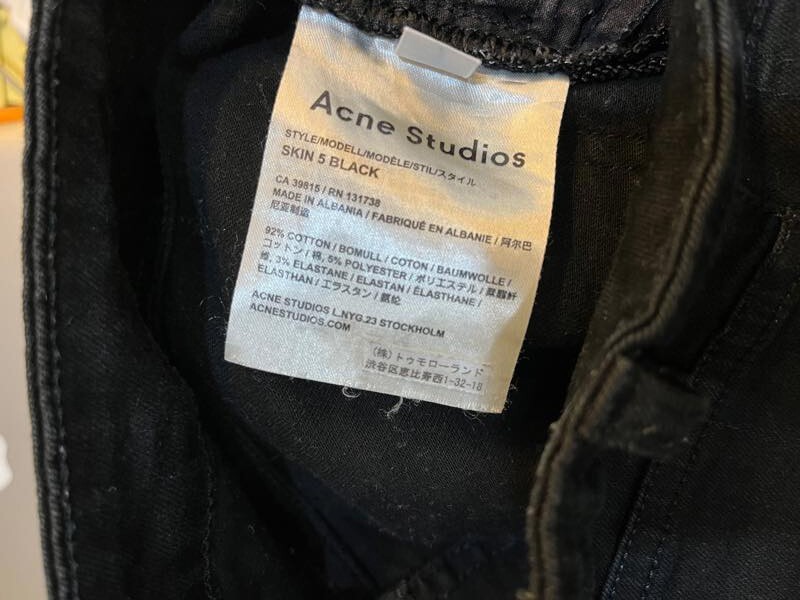 Acne Studios
STYLE/MODELL/MODÈLE/STIL/スタイル
SKIN 5 BLACK
CA 39815 / RN 131738
MADE IN ALBANIA / FABRIQUÉ EN ALBANIE / 阿尔巴
尼亚制造
92% COTTON / BOMULL / COTON / BAUMWOLLE /
コットン / 棉, 5% POLYESTER / ポリエステル / 聚酯纤
维, 3% ELASTANE / ELASTAN / ÉLASTHANE /
ELASTHAN / エラスタン / 氨纶
ACNE STUDIOS L.NYG.23 STOCKHOLM
ACNESTUDIOS.COM
(株)トゥモローランド
渋谷区恵比寿西1-32-18